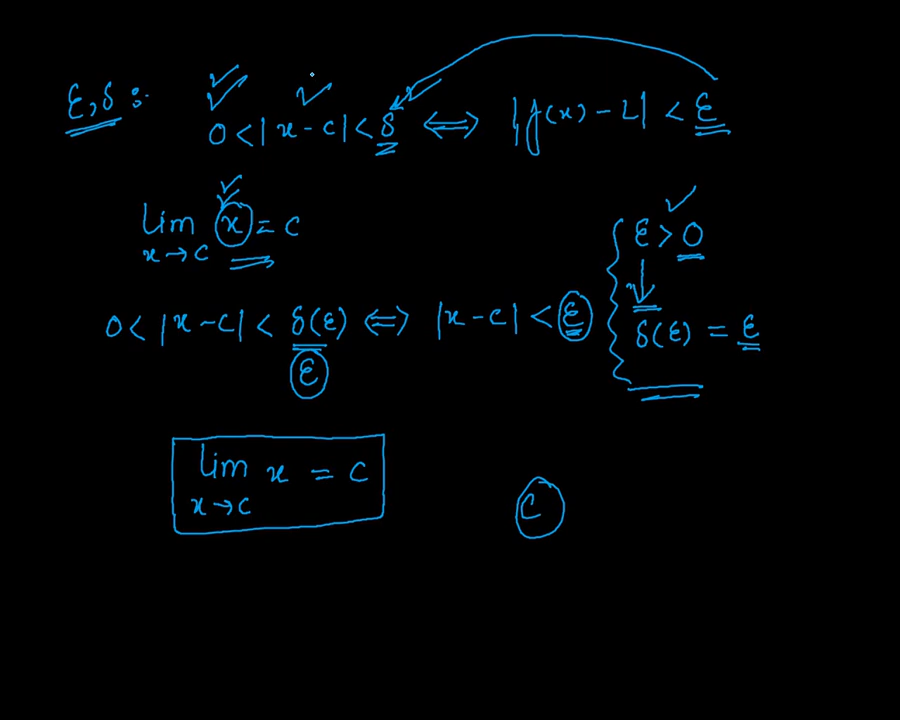 ε, δ :
0 < |x - c| < δ ⟺ |f(x) - L| < ε
lim x = c
x → c
ε > 0
↓
δ(ε) = ε
0 < |x - c| < δ(ε) ⟺ |x - c| < ε
ε
lim x = c
x → c
c